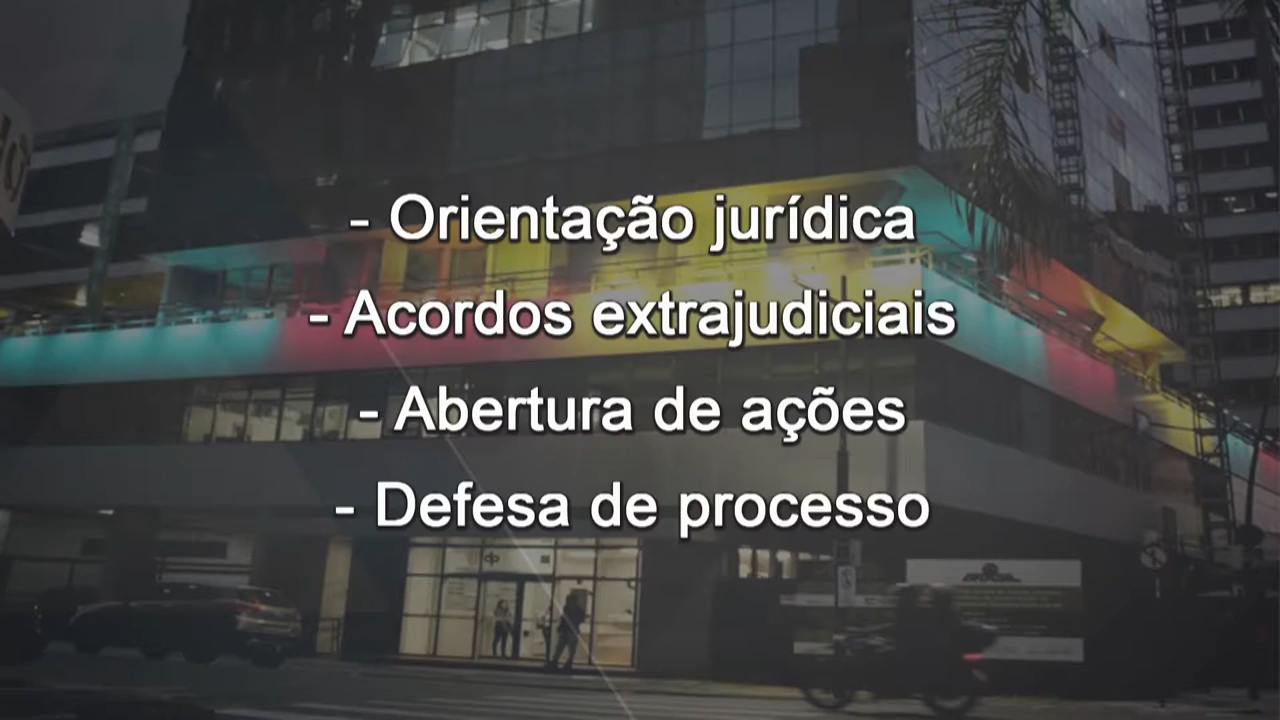 - Orientação jurídica
- Acordos extrajudiciais
- Abertura de ações
- Defesa de processo